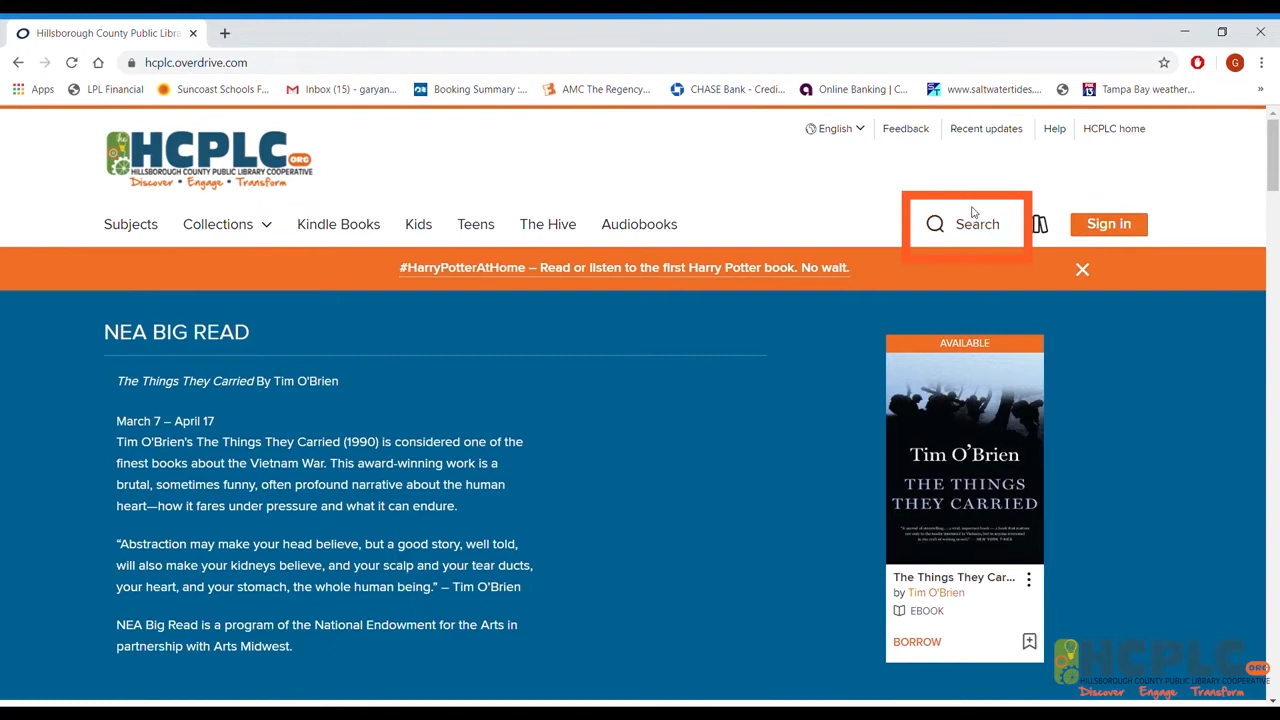 Hillsborough County Public Libra
hcplc.overdrive.com
Apps
LPL Financial
Suncoast Schools F...
Inbox (15) - garyan...
Booking Summary :...
AMC The Regency...
CHASE Bank - Credi...
Online Banking | C...
www.saltwatertides....
Tampa Bay weather...
English
Feedback
Recent updates
Help
HCPLC home
the HCPLC.ORG
HILLSBOROUGH COUNTY PUBLIC LIBRARY COOPERATIVE
Discover • Engage • Transform
Subjects
Collections
Kindle Books
Kids
Teens
The Hive
Audiobooks
Search
Sign in
#HarryPotterAtHome – Read or listen to the first Harry Potter book. No wait.
NEA BIG READ
The Things They Carried By Tim O'Brien
March 7 – April 17
Tim O'Brien's The Things They Carried (1990) is considered one of the
finest books about the Vietnam War. This award-winning work is a
brutal, sometimes funny, often profound narrative about the human
heart—how it fares under pressure and what it can endure.
“Abstraction may make your head believe, but a good story, well told,
will also make your kidneys believe, and your scalp and your tear ducts,
your heart, and your stomach, the whole human being.” – Tim O’Brien
NEA Big Read is a program of the National Endowment for the Arts in
partnership with Arts Midwest.
AVAILABLE
Tim O’Brien
THE THINGS
THEY CARRIED
The Things They Car...
by Tim O'Brien
EBOOK
BORROW
HCPLC ORG
HILLSBOROUGH COUNTY PUBLIC LIBRARY COOPERATIVE
Discover Engage Transform